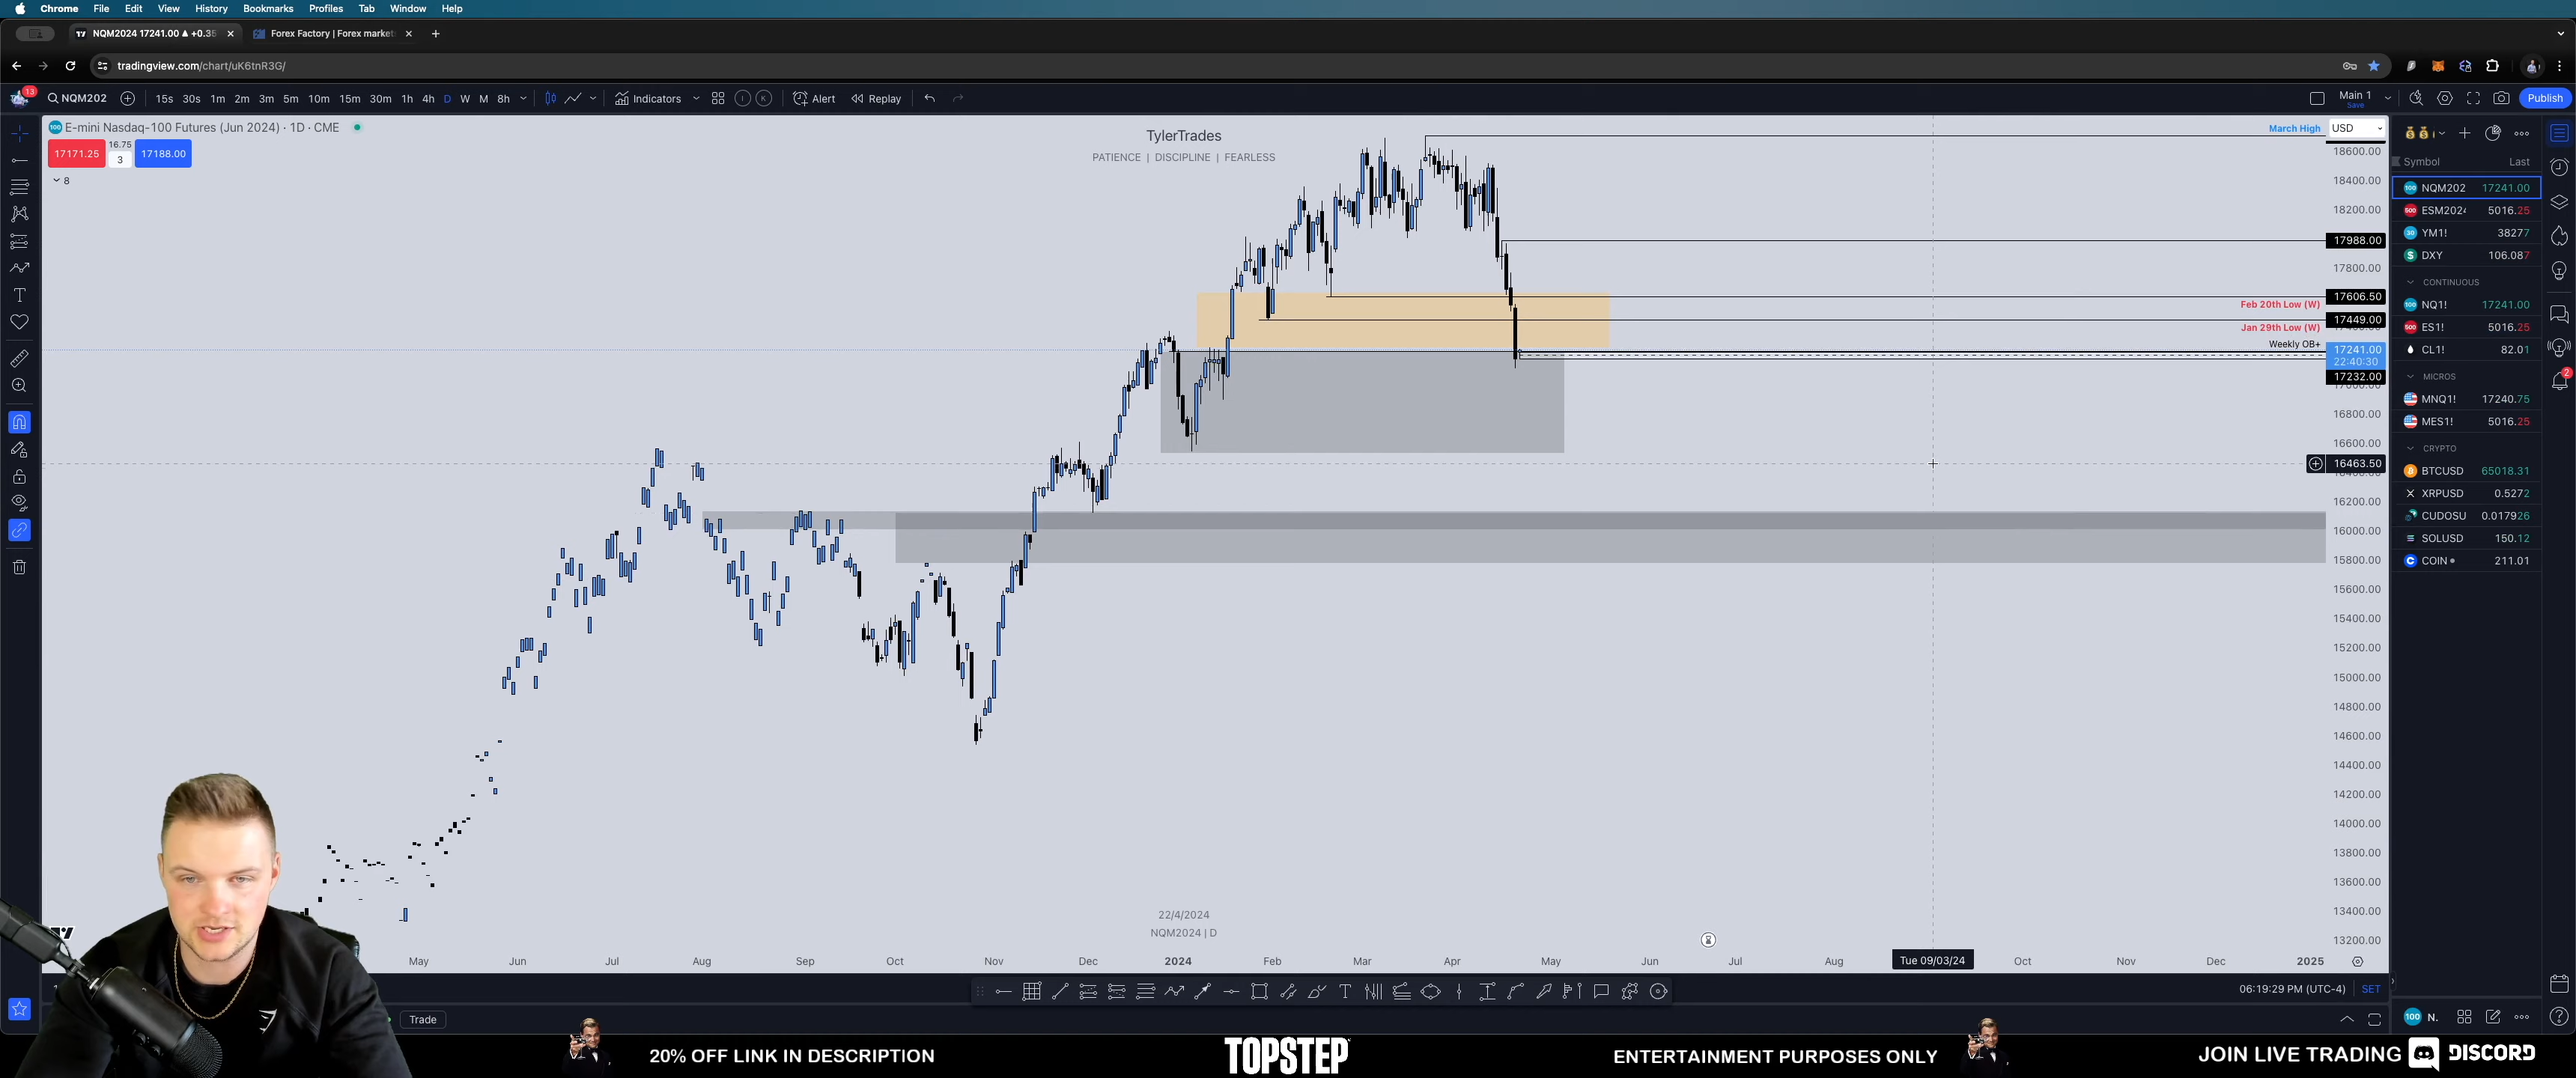 Chrome File Edit View History Bookmarks Profiles Tab Window Help
NQM2024 17241.00 ▲ +0.35
Forex Factory | Forex market
tradingview.com/chart/uK6tnR3G/
13
NQM202
15s 30s 1m 2m 3m 5m 10m 15m 30m 1h 4h D W M 8h
Indicators
Alert
Replay
Main 1
Save
Publish
E-mini Nasdaq-100 Futures (Jun 2024) · 1D · CME
17171.25
16.75
3
17188.00
8
TylerTrades
PATIENCE | DISCIPLINE | FEARLESS
March High
USD
18600.00
18400.00
18200.00
17988.00
17800.00
17606.50
Feb 20th Low (W)
17449.00
Jan 29th Low (W)
Weekly OB+
17241.00
22:40:30
17232.00
16800.00
16600.00
16463.50
16200.00
16000.00
15800.00
15600.00
15400.00
15200.00
15000.00
14800.00
14600.00
14400.00
14200.00
14000.00
13800.00
13600.00
13400.00
13200.00
22/4/2024
NQM2024 | D
May Jun Jul Aug Sep Oct Nov Dec 2024 Feb Mar Apr May Jun Jul Aug Tue 09/03/24 Oct Nov Dec 2025
06:19:29 PM (UTC-4) SET
Trade
Symbol Last
NQM202 17241.00
ESM2024 5016.25
YM1! 38277
DXY 106.087
CONTINUOUS
NQ1! 17241.00
ES1! 5016.25
CL1! 82.01
MICROS
MNQ1! 17240.75
MES1! 5016.25
CRYPTO
BTCUSD 65018.31
XRPUSD 0.5272
CUDOSU 0.017926
SOLUSD 150.12
COIN 211.01
2
N.
20% OFF LINK IN DESCRIPTION
TOPSTEP
ENTERTAINMENT PURPOSES ONLY
JOIN LIVE TRADING DISCORD